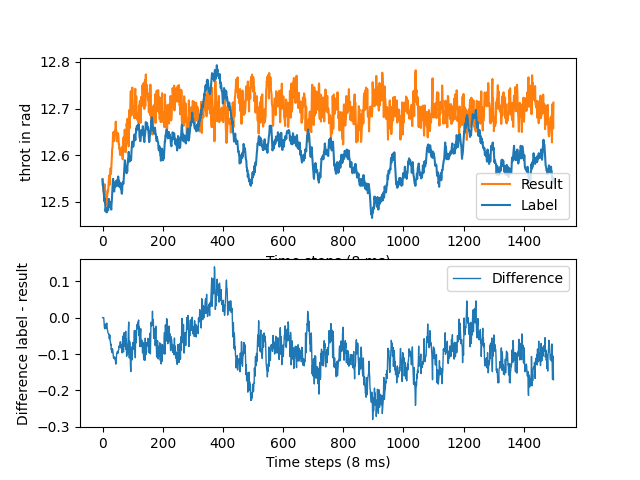 12.8
12.7
12.6
12.5
throt in rad
Result
Label
0 200 400 600 800 1000 1200 1400
Time steps (8 ms)
0.1
0.0
−0.1
−0.2
−0.3
Difference label - result
Difference
0 200 400 600 800 1000 1200 1400
Time steps (8 ms)